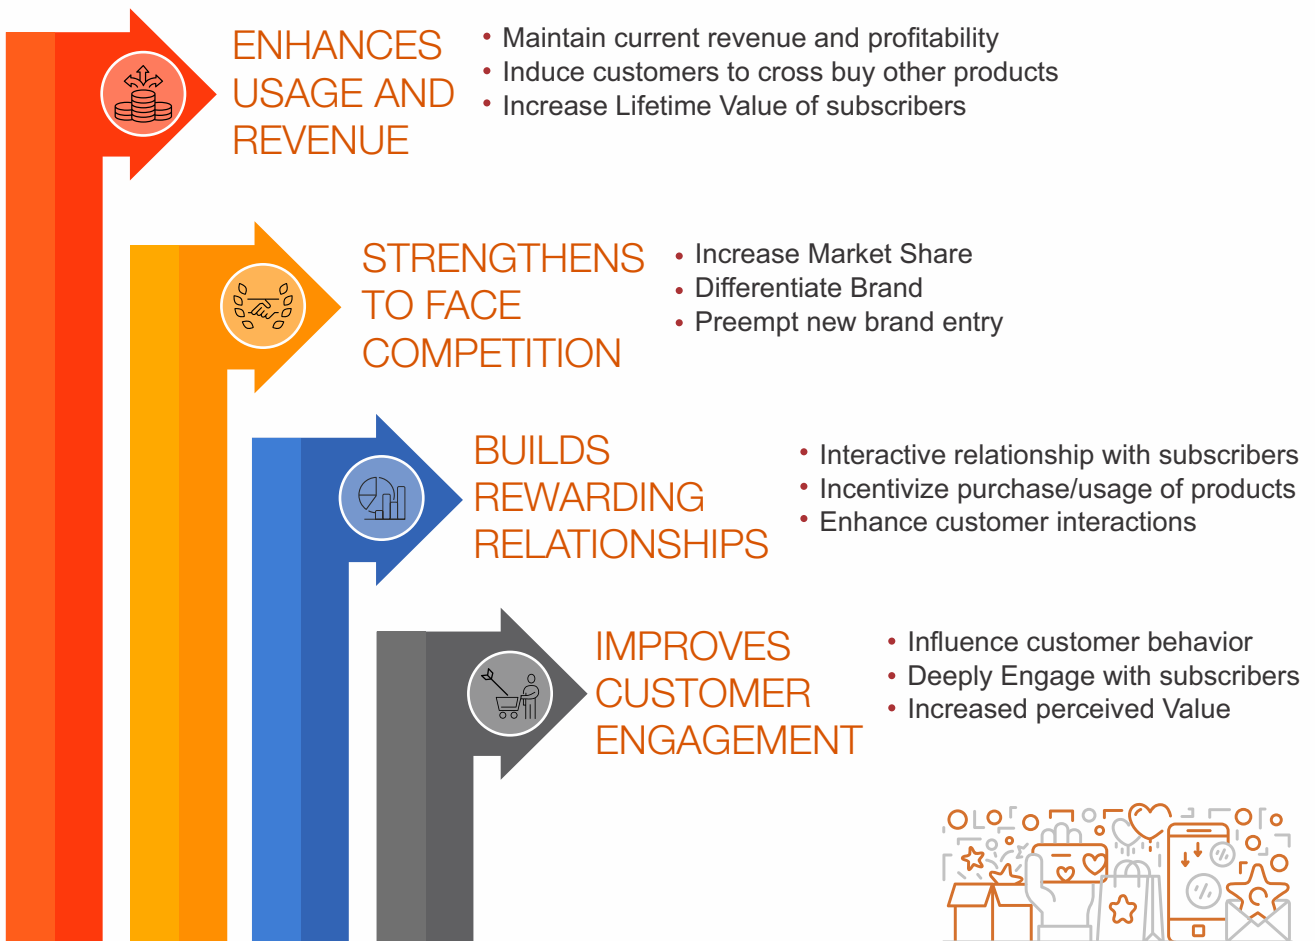 ENHANCES
USAGE AND
REVENUE
• Maintain current revenue and profitability
• Induce customers to cross buy other products
• Increase Lifetime Value of subscribers
STRENGTHENS
TO FACE
COMPETITION
• Increase Market Share
• Differentiate Brand
• Preempt new brand entry
BUILDS
REWARDING
RELATIONSHIPS
• Interactive relationship with subscribers
• Incentivize purchase/usage of products
• Enhance customer interactions
IMPROVES
CUSTOMER
ENGAGEMENT
• Influence customer behavior
• Deeply Engage with subscribers
• Increased perceived Value
%
%